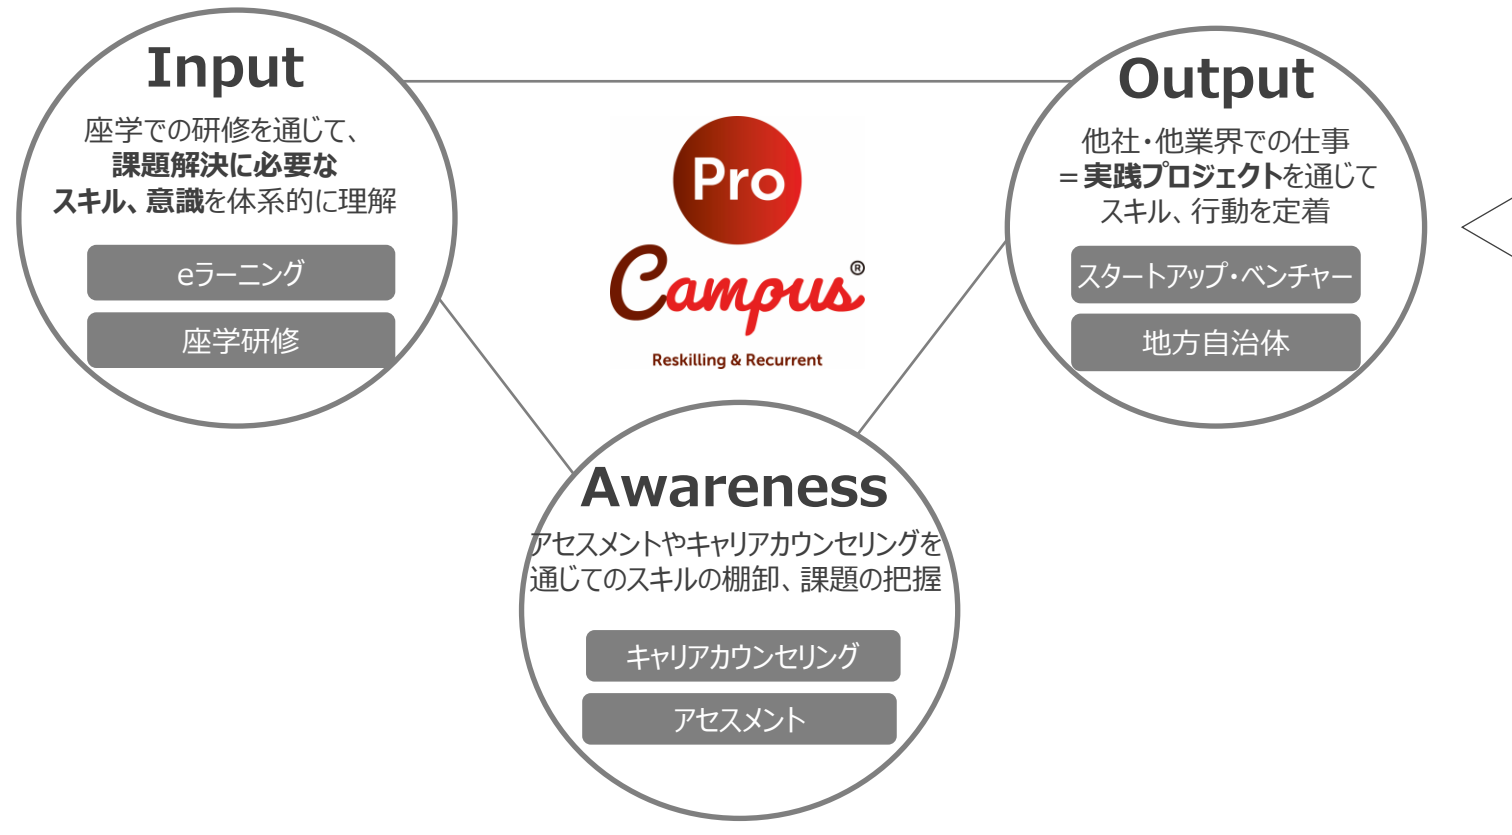 Input
座学での研修を通じて、
課題解決に必要な
スキル、意識を体系的に理解
eラーニング
座学研修
Pro
Campus®
Reskilling & Recurrent
Output
他社・他業界での仕事
＝実践プロジェクトを通じて
スキル、行動を定着
スタートアップ・ベンチャー
地方自治体
Awareness
アセスメントやキャリアカウンセリングを
通じてのスキルの棚卸、課題の把握
キャリアカウンセリング
アセスメント